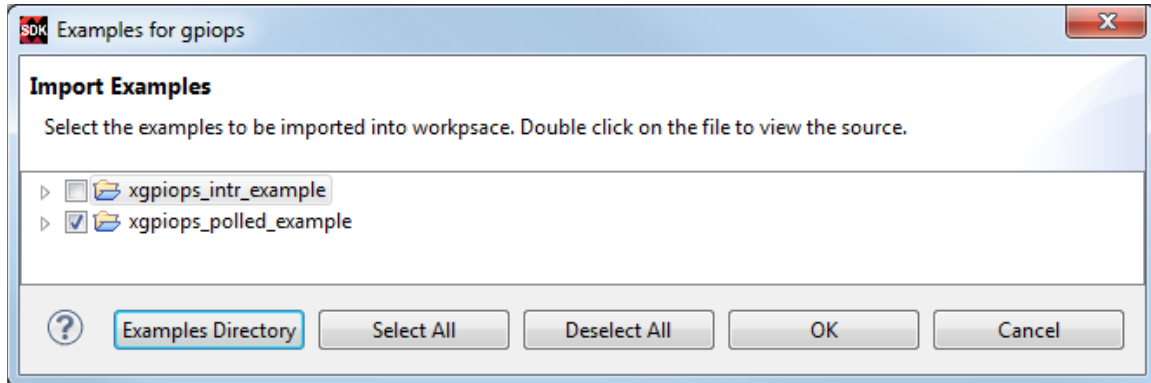 SDK Examples for gpiops
Import Examples
Select the examples to be imported into workpsace. Double click on the file to view the source.
xgpiops_intr_example
xgpiops_polled_example
? Examples Directory Select All Deselect All OK Cancel